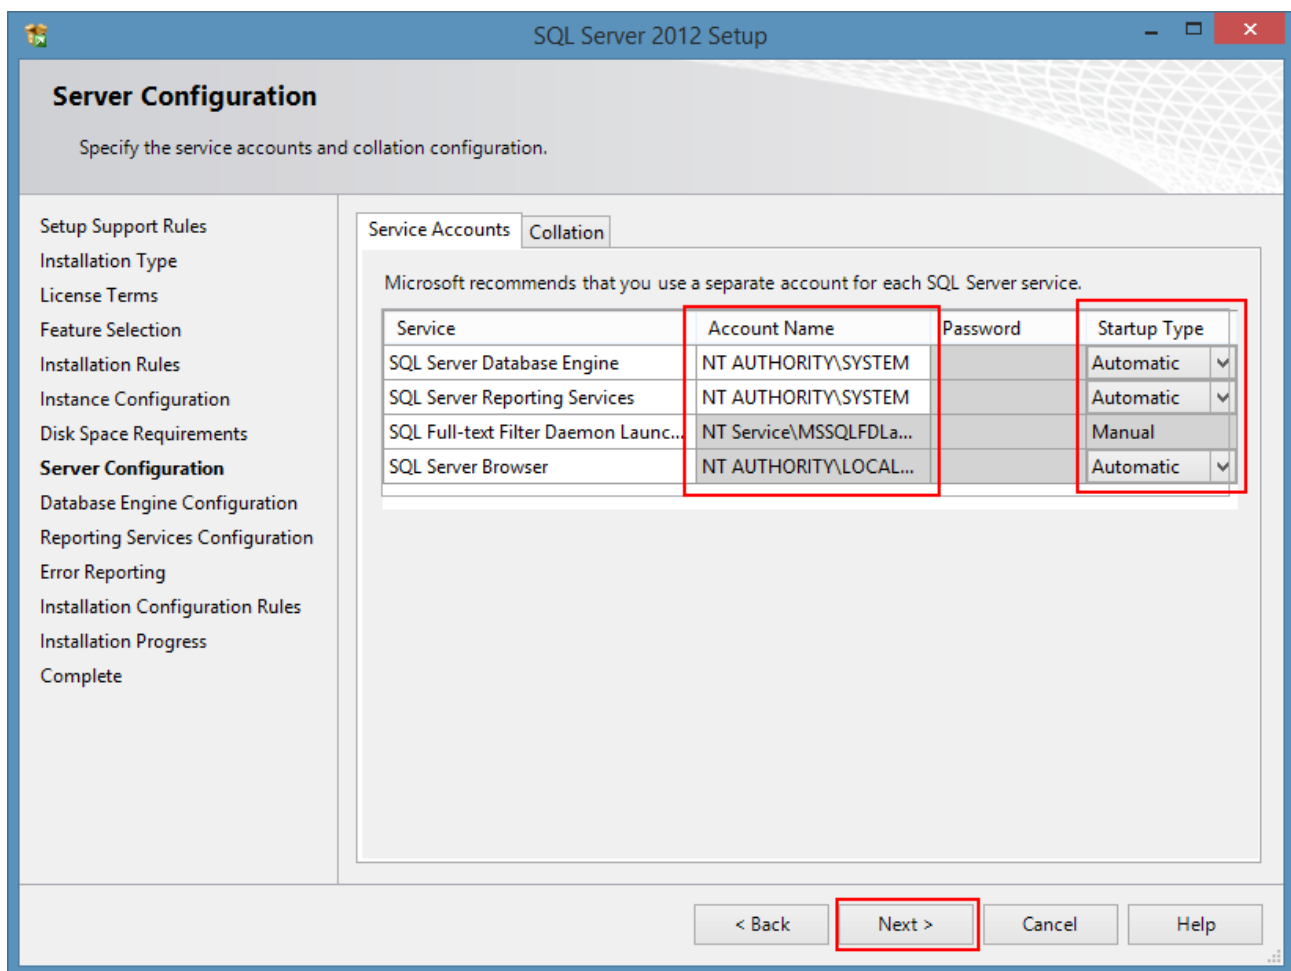 SQL Server 2012 Setup
Server Configuration
Specify the service accounts and collation configuration.
Setup Support Rules
Installation Type
License Terms
Feature Selection
Installation Rules
Instance Configuration
Disk Space Requirements
Server Configuration
Database Engine Configuration
Reporting Services Configuration
Error Reporting
Installation Configuration Rules
Installation Progress
Complete
Service Accounts Collation
Microsoft recommends that you use a separate account for each SQL Server service.
Service Account Name Password Startup Type
SQL Server Database Engine NT AUTHORITY\SYSTEM Automatic
SQL Server Reporting Services NT AUTHORITY\SYSTEM Automatic
SQL Full-text Filter Daemon Launc... NT Service\MSSQLFDLa... Manual
SQL Server Browser NT AUTHORITY\LOCAL... Automatic
< Back Next > Cancel Help